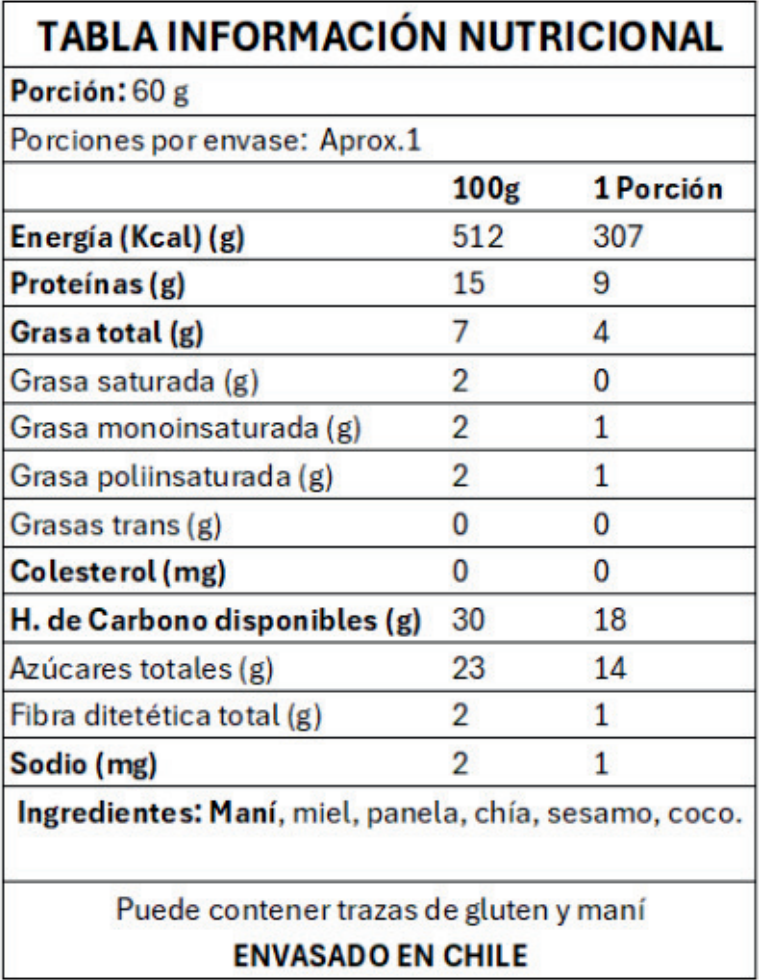 TABLA INFORMACIÓN NUTRICIONAL
Porción: 60 g
Porciones por envase: Aprox.1
100g 1 Porción
Energía (Kcal) (g) 512 307
Proteínas (g) 15 9
Grasa total (g) 7 4
Grasa saturada (g) 2 0
Grasa monoinsaturada (g) 2 1
Grasa poliinsaturada (g) 2 1
Grasas trans (g) 0 0
Colesterol (mg) 0 0
H. de Carbono disponibles (g) 30 18
Azúcares totales (g) 23 14
Fibra ditetética total (g) 2 1
Sodio (mg) 2 1
Ingredientes: Maní, miel, panela, chía, sesamo, coco.
Puede contener trazas de gluten y maní
ENVASADO EN CHILE